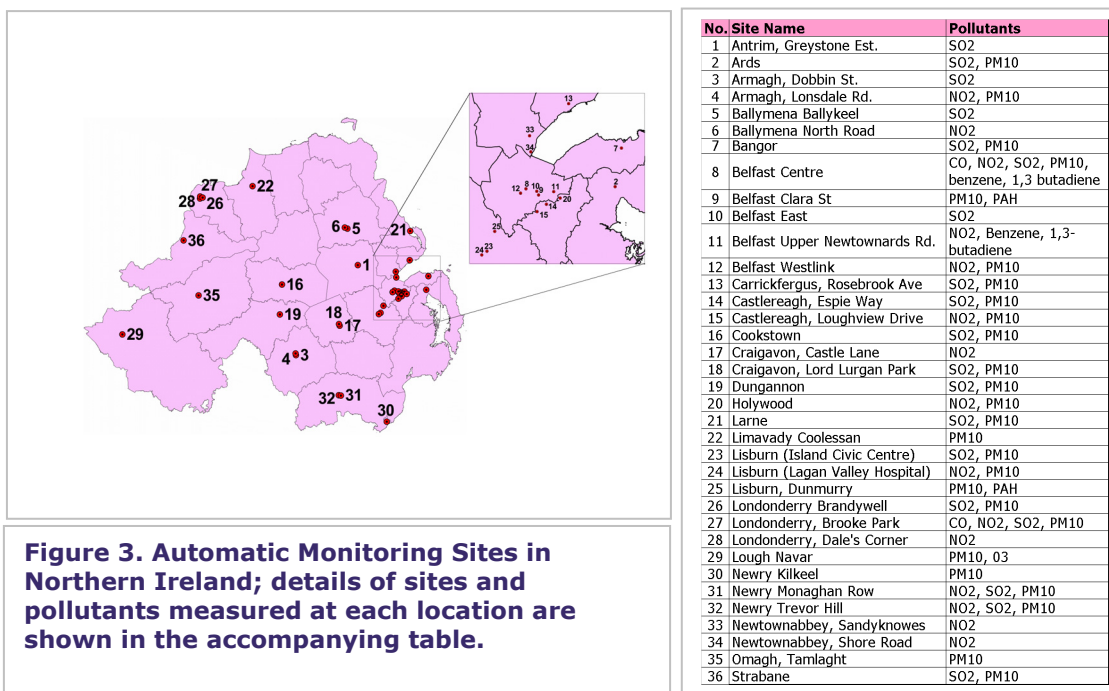 13
33
34
7
2
8
10
11
12
9
20
14
15
25
24
23
27
28
26
22
36
6
5
21
1
16
35
18
19
17
29
4
3
32
31
30
Figure 3. Automatic Monitoring Sites in
Northern Ireland; details of sites and
pollutants measured at each location are
shown in the accompanying table.
No. Site Name Pollutants
1 Antrim, Greystone Est. SO2
2 Ards SO2, PM10
3 Armagh, Dobbin St. SO2
4 Armagh, Lonsdale Rd. NO2, PM10
5 Ballymena Ballykeel SO2
6 Ballymena North Road NO2
7 Bangor SO2, PM10
8 Belfast Centre CO, NO2, SO2, PM10,
benzene, 1,3 butadiene
9 Belfast Clara St PM10, PAH
10 Belfast East SO2
11 Belfast Upper Newtownards Rd. NO2, Benzene, 1,3-
butadiene
12 Belfast Westlink NO2, PM10
13 Carrickfergus, Rosebrook Ave SO2, PM10
14 Castlereagh, Espie Way SO2, PM10
15 Castlereagh, Loughview Drive NO2, PM10
16 Cookstown SO2, PM10
17 Craigavon, Castle Lane NO2
18 Craigavon, Lord Lurgan Park SO2, PM10
19 Dungannon SO2, PM10
20 Holywood NO2, PM10
21 Larne SO2, PM10
22 Limavady Coolessan PM10
23 Lisburn (Island Civic Centre) SO2, PM10
24 Lisburn (Lagan Valley Hospital) NO2, PM10
25 Lisburn, Dunmurry PM10, PAH
26 Londonderry Brandywell SO2, PM10
27 Londonderry, Brooke Park CO, NO2, SO2, PM10
28 Londonderry, Dale's Corner NO2
29 Lough Navar PM10, 03
30 Newry Kilkeel PM10
31 Newry Monaghan Row NO2, SO2, PM10
32 Newry Trevor Hill NO2, SO2, PM10
33 Newtownabbey, Sandyknowes NO2
34 Newtownabbey, Shore Road NO2
35 Omagh, Tamlaght PM10
36 Strabane SO2, PM10